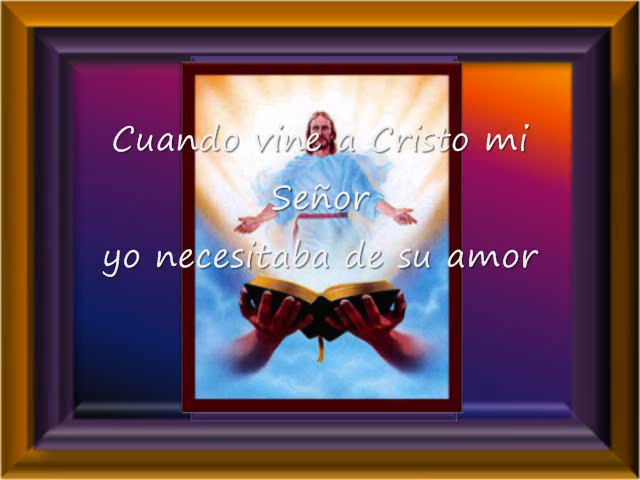 Cuando vine a Cristo mi
Señor
yo necesitaba de su amor